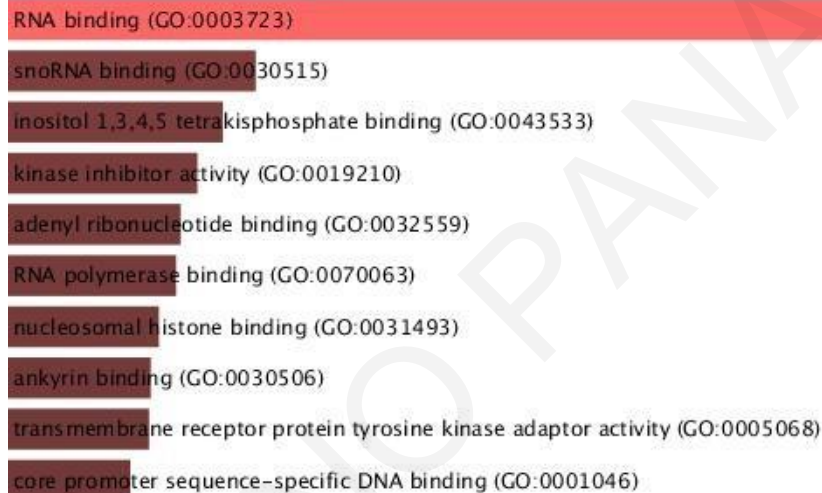 RNA binding (GO:0003723)
snoRNA binding (GO:0030515)
inositol 1,3,4,5 tetrakisphosphate binding (GO:0043533)
kinase inhibitor activity (GO:0019210)
adenyl ribonucleotide binding (GO:0032559)
RNA polymerase binding (GO:0070063)
nucleosomal histone binding (GO:0031493)
ankyrin binding (GO:0030506)
transmembrane receptor protein tyrosine kinase adaptor activity (GO:0005068)
core promoter sequence-specific DNA binding (GO:0001046)